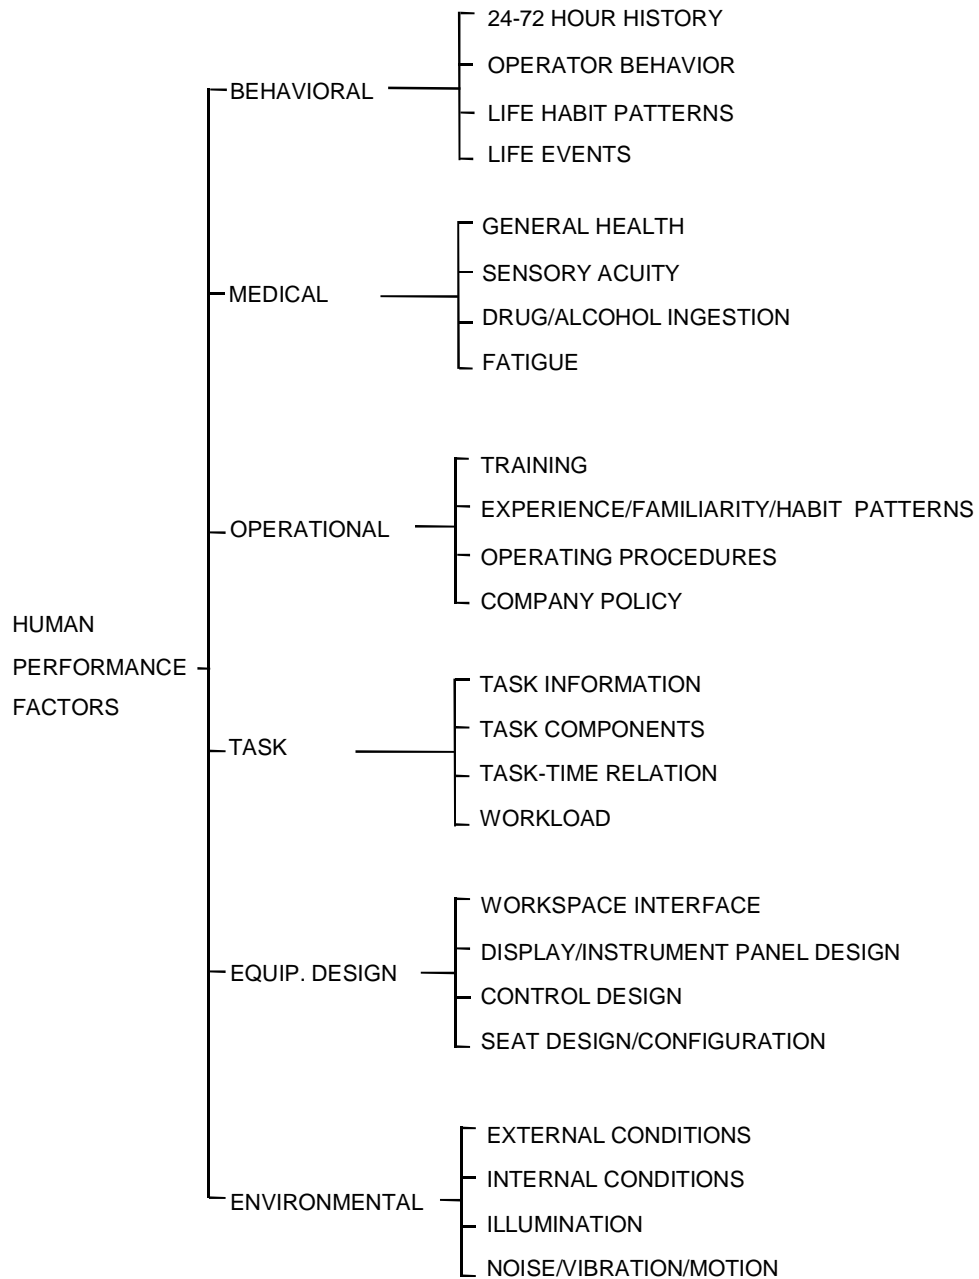 24-72 HOUR HISTORY
OPERATOR BEHAVIOR
BEHAVIORAL
LIFE HABIT PATTERNS
LIFE EVENTS
GENERAL HEALTH
SENSORY ACUITY
MEDICAL
DRUG/ALCOHOL INGESTION
FATIGUE
TRAINING
EXPERIENCE/FAMILIARITY/HABIT PATTERNS
OPERATIONAL
OPERATING PROCEDURES
COMPANY POLICY
HUMAN
PERFORMANCE
FACTORS
TASK INFORMATION
TASK COMPONENTS
TASK
TASK-TIME RELATION
WORKLOAD
WORKSPACE INTERFACE
DISPLAY/INSTRUMENT PANEL DESIGN
EQUIP. DESIGN
CONTROL DESIGN
SEAT DESIGN/CONFIGURATION
EXTERNAL CONDITIONS
INTERNAL CONDITIONS
ENVIRONMENTAL
ILLUMINATION
NOISE/VIBRATION/MOTION